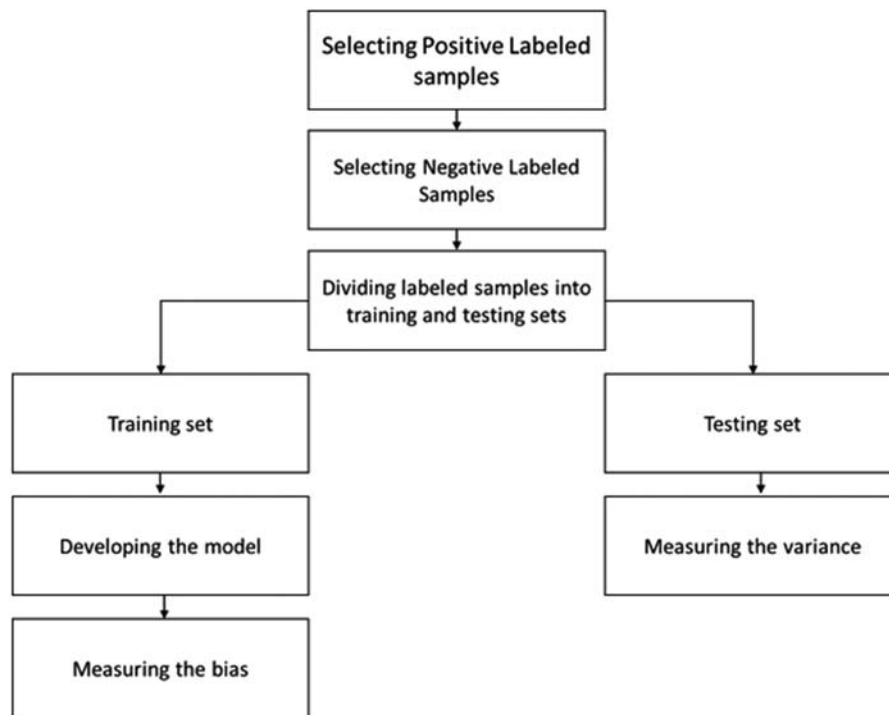 Selecting Positive Labeled
samples
Selecting Negative Labeled
Samples
Dividing labeled samples into
training and testing sets
Training set
Testing set
Developing the model
Measuring the variance
Measuring the bias